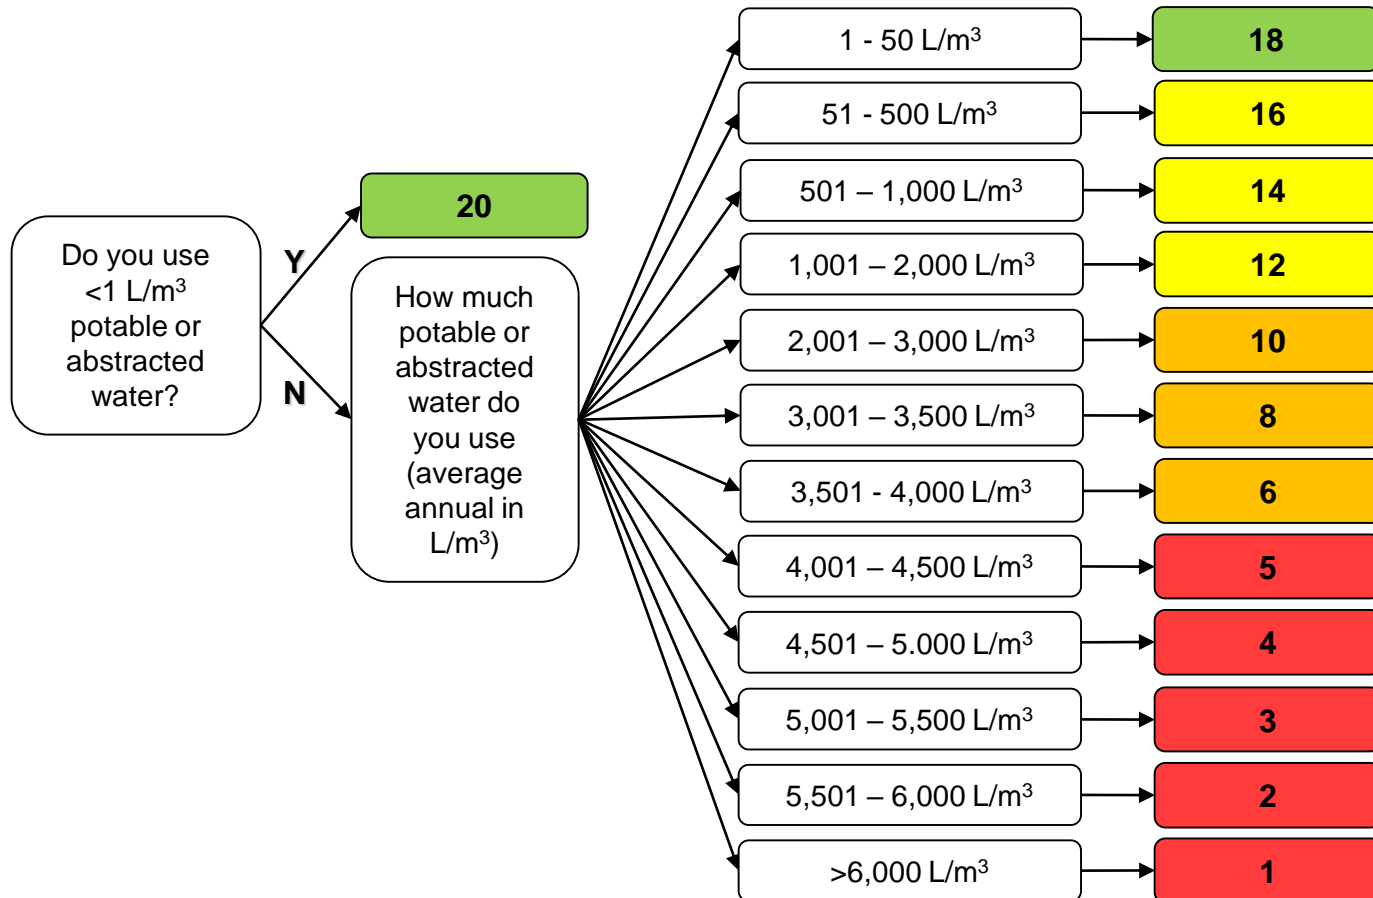 Do you use
<1 L/m³
potable or
abstracted
water?
Y
N
20
How much
potable or
abstracted
water do
you use
(average
annual in
L/m³)
1 - 50 L/m³
18
51 - 500 L/m³
16
501 – 1,000 L/m³
14
1,001 – 2,000 L/m³
12
2,001 – 3,000 L/m³
10
3,001 – 3,500 L/m³
8
3,501 - 4,000 L/m³
6
4,001 – 4,500 L/m³
5
4,501 – 5.000 L/m³
4
5,001 – 5,500 L/m³
3
5,501 – 6,000 L/m³
2
>6,000 L/m³
1